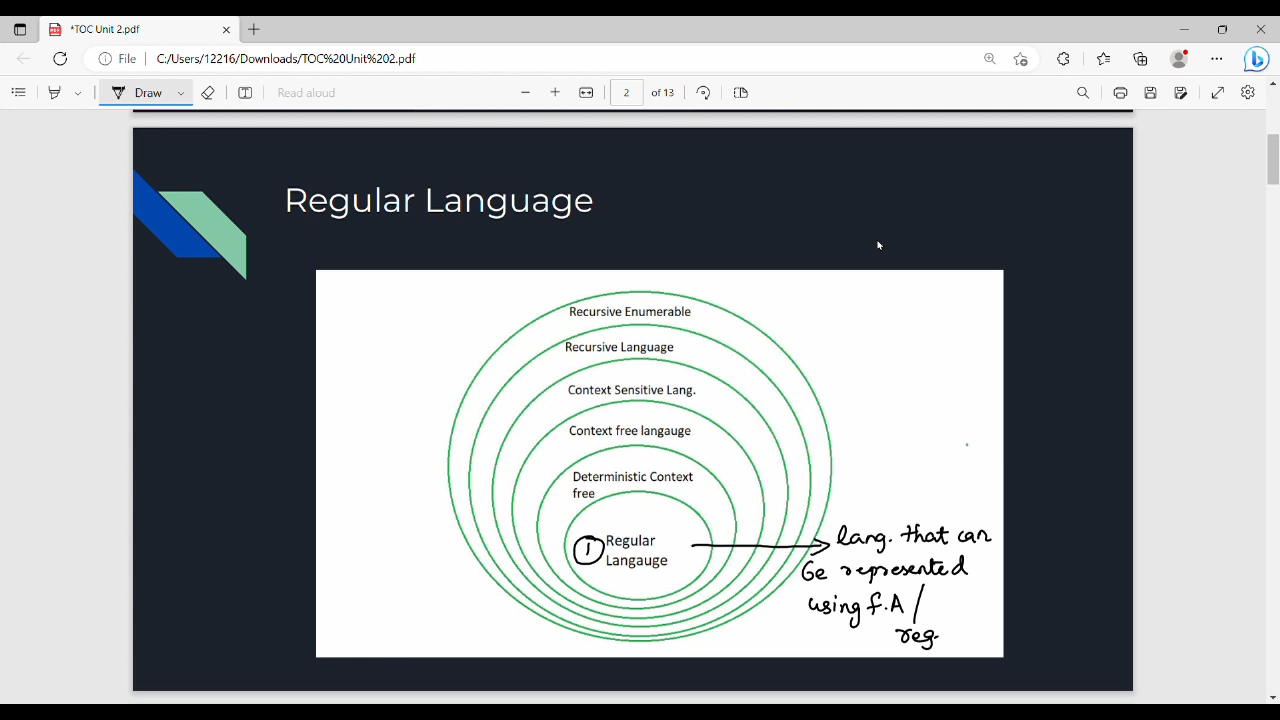 *TOC Unit 2.pdf
File
C:/Users/12216/Downloads/TOC%20Unit%202.pdf
Draw
Read aloud
2 of 13
Regular Language
Recursive Enumerable
Recursive Language
Context Sensitive Lang.
Context free langauge
Deterministic Context
free
1 Regular
Langauge
lang. that can
be represented
using f.A /
reg.